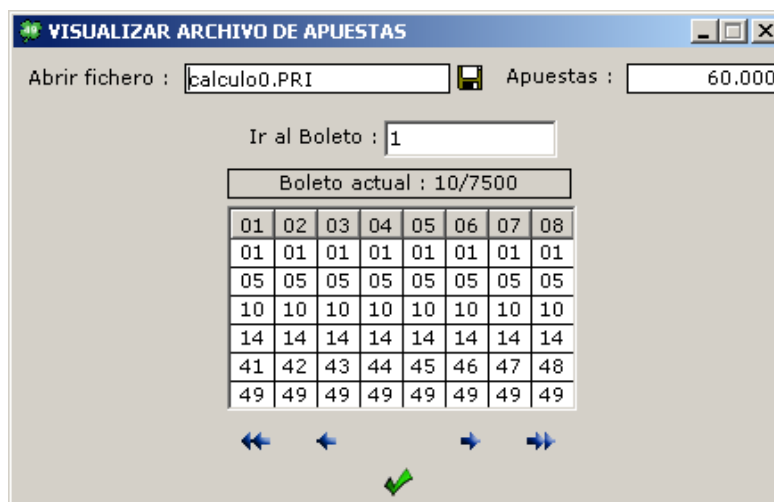 VISUALIZAR ARCHIVO DE APUESTAS
Abrir fichero : calculo0.PRI Apuestas : 60.000
Ir al Boleto : 1
Boleto actual : 10/7500
01 02 03 04 05 06 07 08
01 01 01 01 01 01 01 01
05 05 05 05 05 05 05 05
10 10 10 10 10 10 10 10
14 14 14 14 14 14 14 14
41 42 43 44 45 46 47 48
49 49 49 49 49 49 49 49